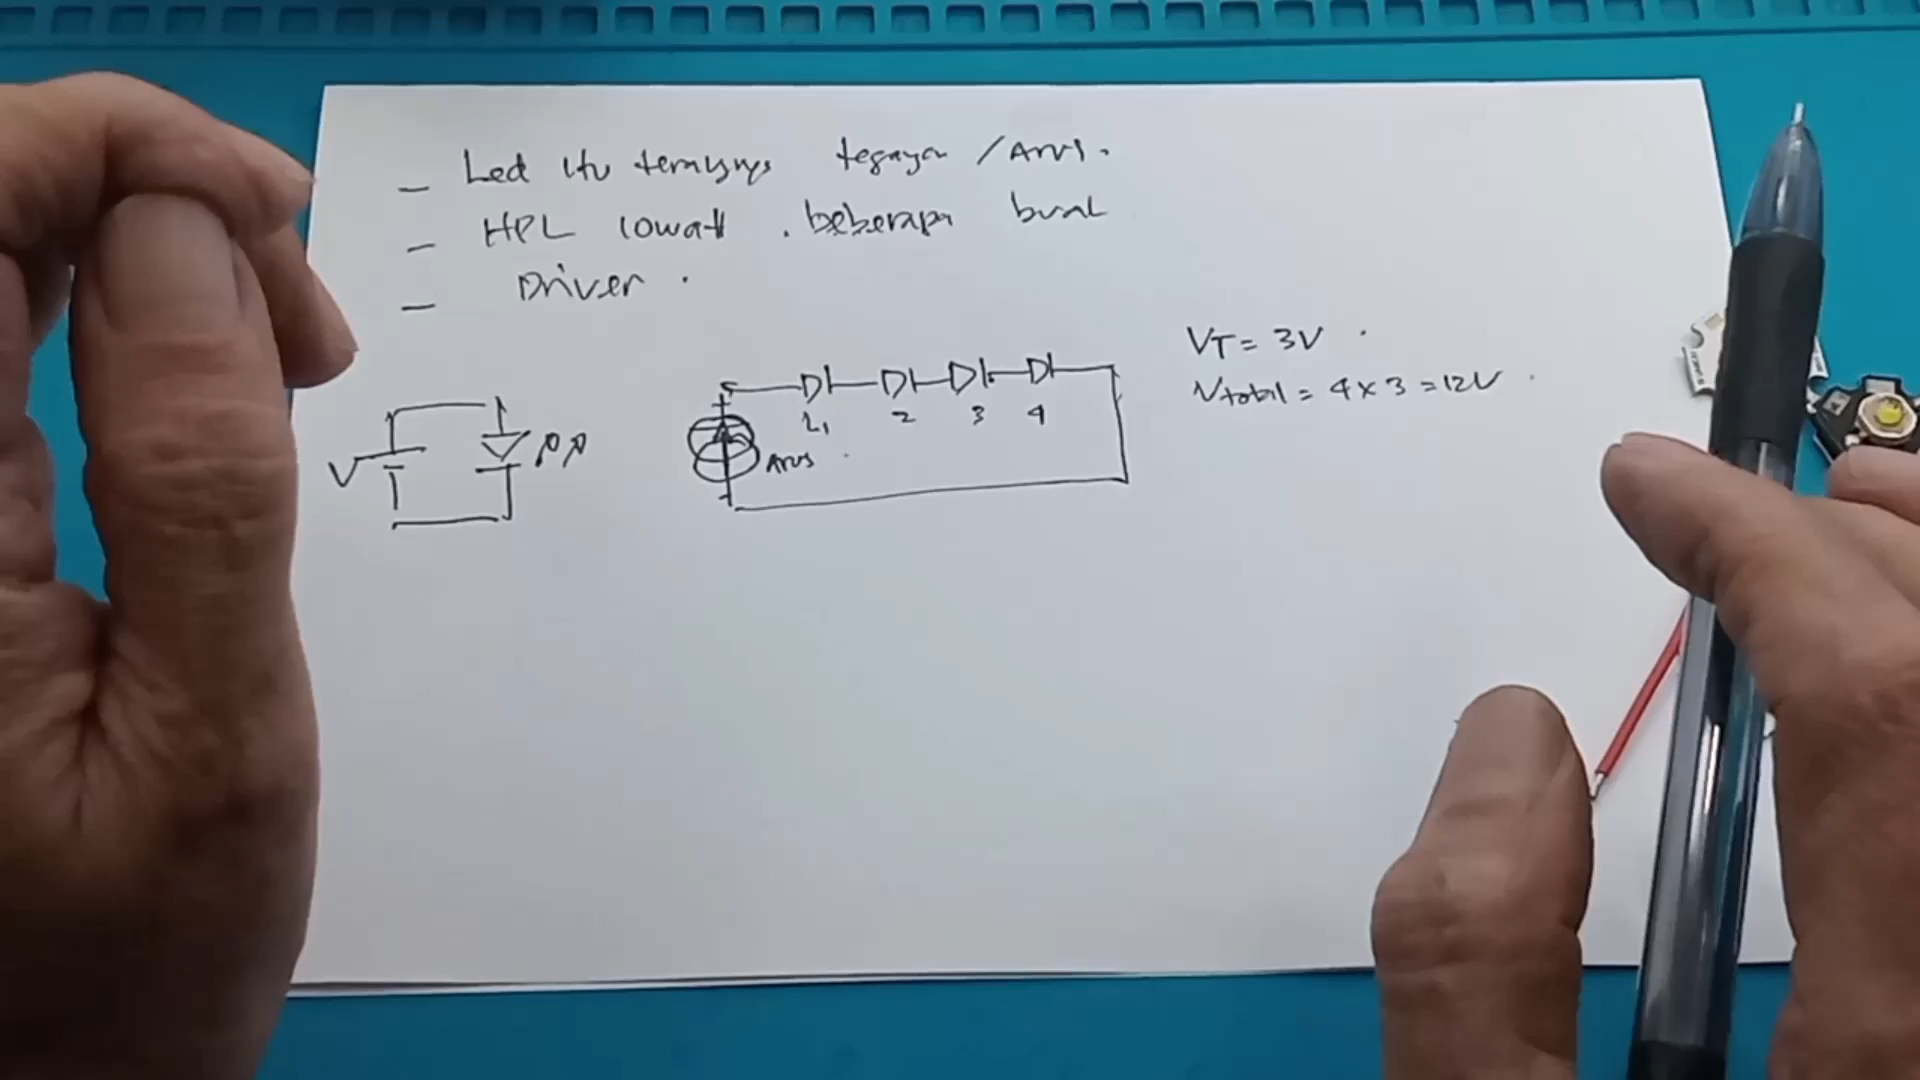 - Led itu ternyata tegangan / Arus.
- HPL 10watt . beberapa buah
- Driver .
V
L1 2 3 4
Arus
VT = 3V
Vtotal = 4 x 3 = 12V